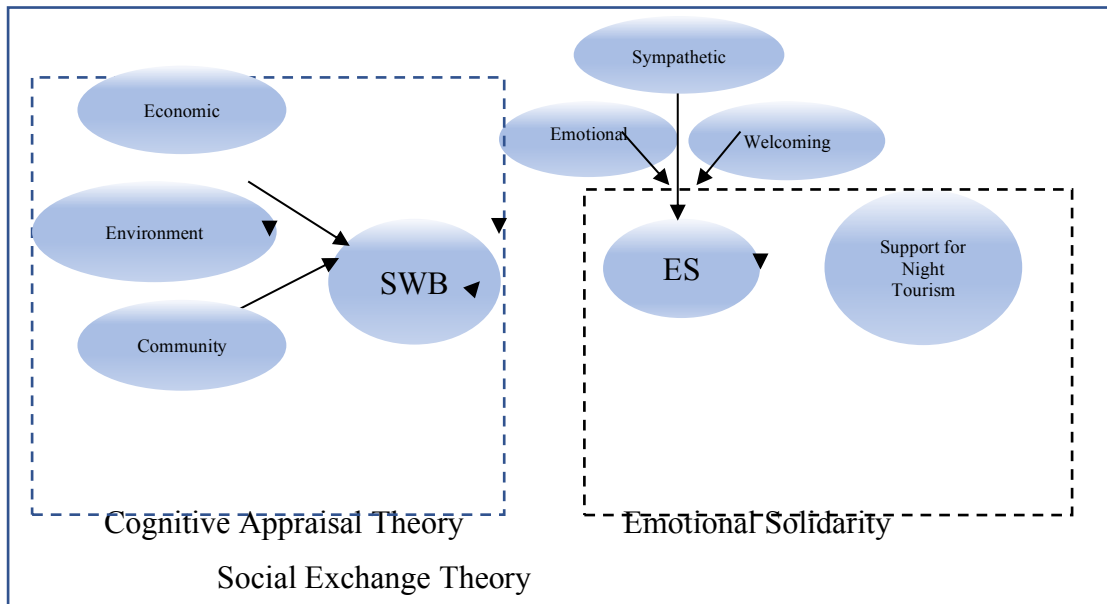 Sympathetic
Economic
Emotional
Welcoming
Environment
SWB
ES
Support for
Night
Tourism
Community
Cognitive Appraisal Theory
Emotional Solidarity
Social Exchange Theory